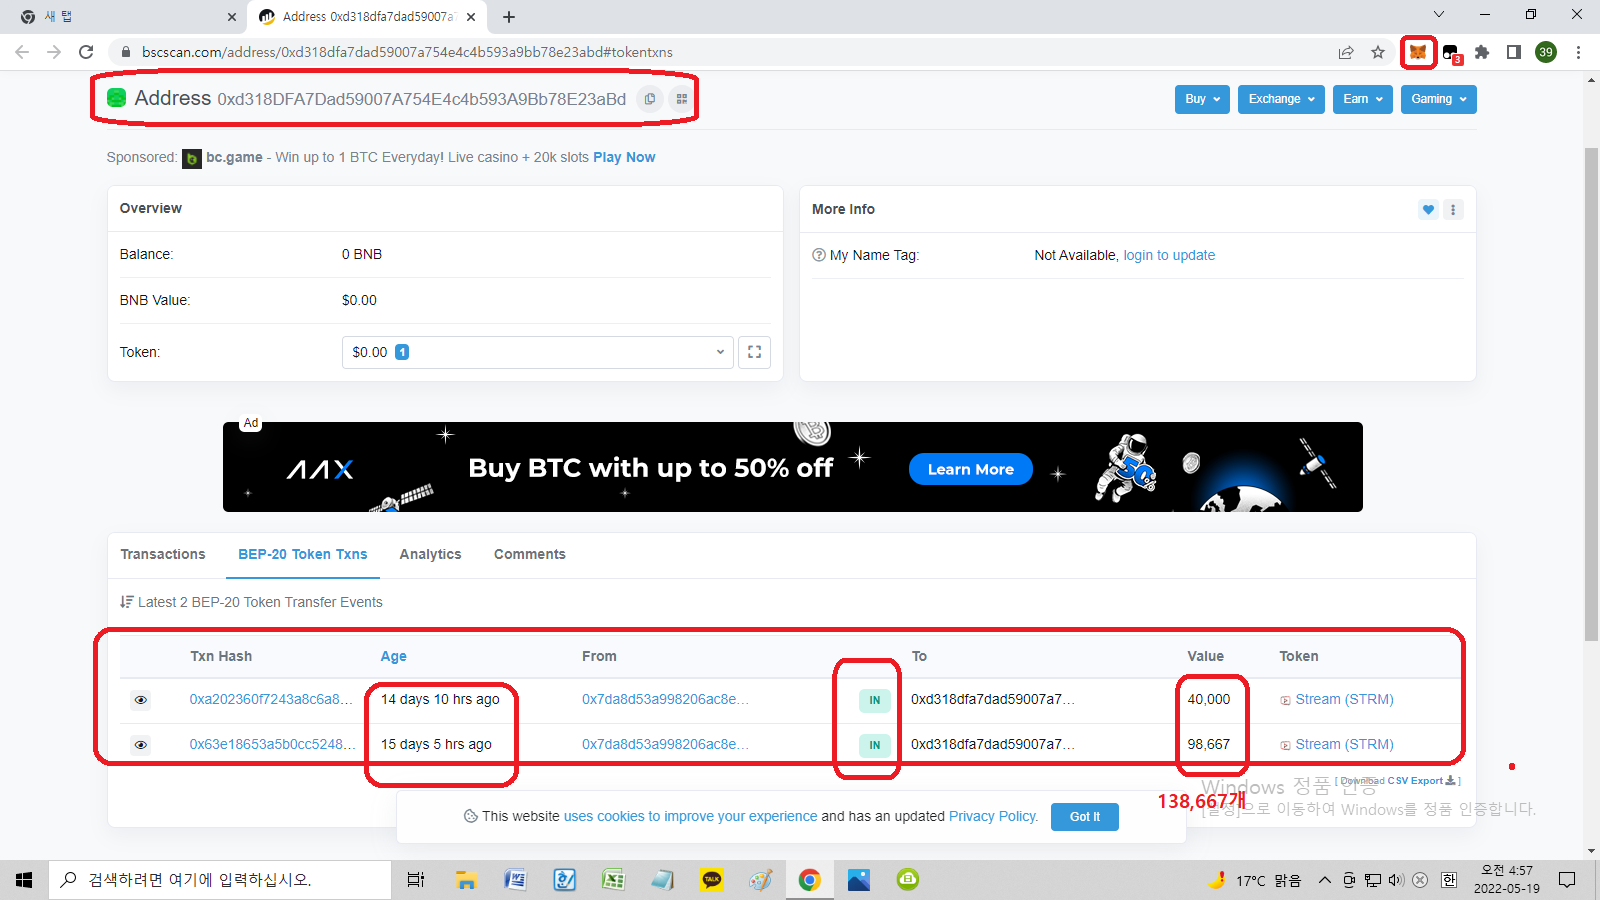 새 탭
Address 0xd318dfa7dad59007a7
bscscan.com/address/0xd318dfa7dad59007a754e4c4b593a9bb78e23abd#tokentxns
3
39
Address 0xd318DFA7Dad59007A754E4c4b593A9Bb78E23aBd
Buy
Exchange
Earn
Gaming
Sponsored: bc.game - Win up to 1 BTC Everyday! Live casino + 20k slots Play Now
Overview
Balance: 0 BNB
BNB Value: $0.00
Token: $0.00 1
More Info
My Name Tag: Not Available, login to update
Ad
AAX
Buy BTC with up to 50% off
Learn More
50%
Transactions BEP-20 Token Txns Analytics Comments
Latest 2 BEP-20 Token Transfer Events
Txn Hash Age From To Value Token
0xa202360f7243a8c6a8... 14 days 10 hrs ago 0x7da8d53a998206ac8e... IN 0xd318dfa7dad59007a7... 40,000 Stream (STRM)
0x63e18653a5b0cc5248... 15 days 5 hrs ago 0x7da8d53a998206ac8e... IN 0xd318dfa7dad59007a7... 98,667 Stream (STRM)
[ Download CSV Export ]
Windows 정품 인증
138,667개
[설정]으로 이동하여 Windows를 정품 인증합니다.
This website uses cookies to improve your experience and has an updated Privacy Policy. Got It
검색하려면 여기에 입력하십시오.
TALK
17°C 맑음
한
오전 4:57
2022-05-19